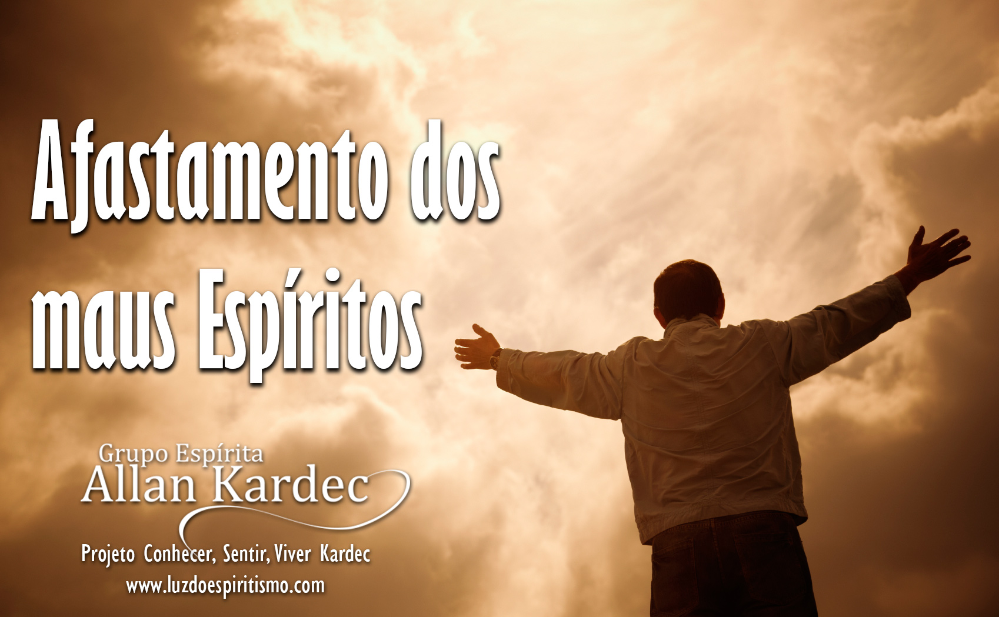 Afastamento dos
maus Espíritos
Grupo Espírita
Allan Kardec
Projeto Conhecer, Sentir, Viver Kardec
www.luzdoespiritismo.com